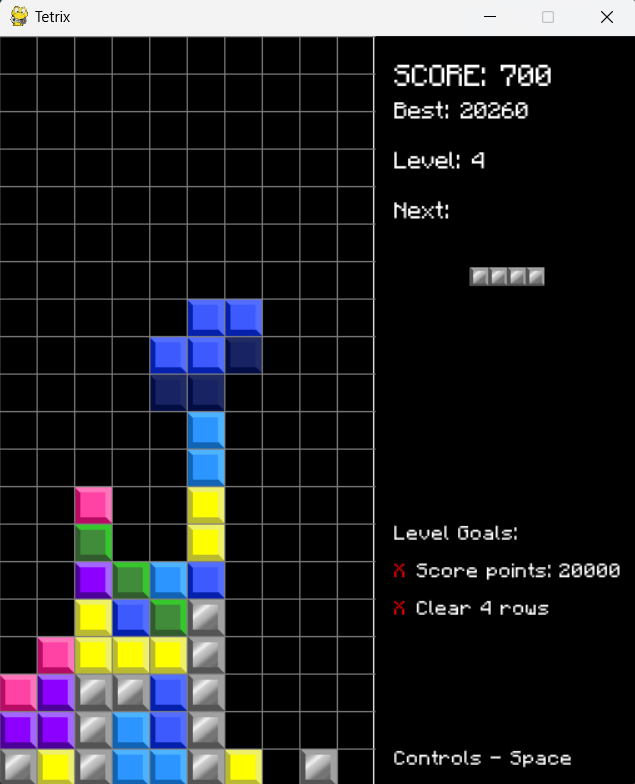 Tetrix
SCORE: 700
Best: 20260
Level: 4
Next:
Level Goals:
X Score points: 20000
X Clear 4 rows
Controls - Space